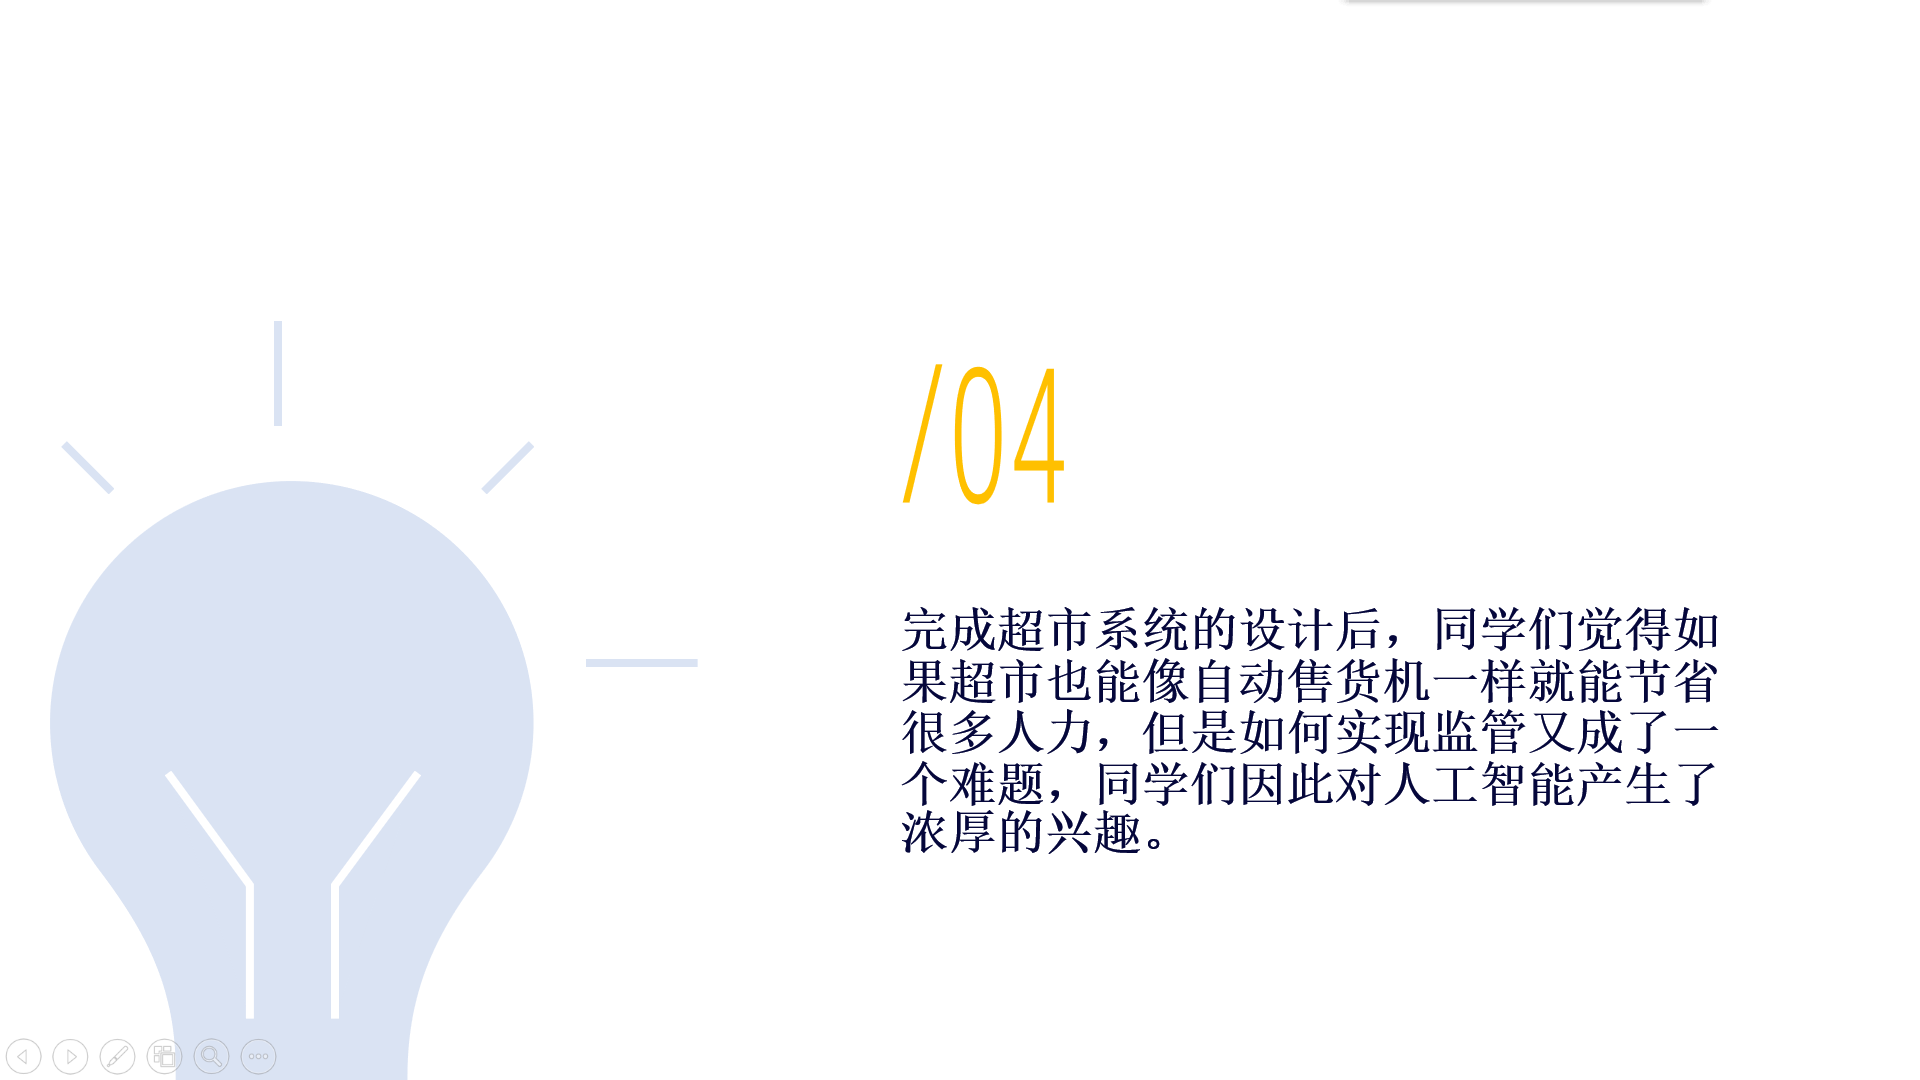 /04
完成超市系统的设计后，同学们觉得如
果超市也能像自动售货机一样就能节省
很多人力，但是如何实现监管又成了一
个难题，同学们因此对人工智能产生了
浓厚的兴趣。